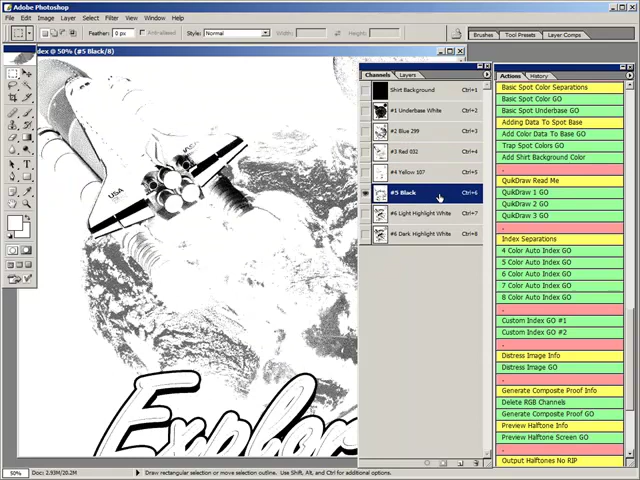 Adobe Photoshop
File Edit Image Layer Select Filter View Window Help
Feather: 0 px Anti-aliased Style: Normal Width: Height: Brushes Tool Presets Layer Comps
dex @ 50% (#5 Black/8)
Channels Layers
Shirt Background Ctrl+1
#1 Underbase White Ctrl+2
#2 Blue 299 Ctrl+3
#3 Red 032 Ctrl+4
#4 Yellow 107 Ctrl+5
#5 Black Ctrl+6
#6 Light Highlight White Ctrl+7
#6 Dark Highlight White Ctrl+8
Actions History
Basic Spot Color Separations
Basic Spot Color GO
Basic Spot Underbase GO
Adding Data To Spot Base
Add Color Data To Base GO
Trap Spot Colors GO
Add Shirt Background Color
.
QuikDraw Read Me
QuikDraw 1 GO
QuikDraw 2 GO
QuikDraw 3 GO
.
Index Separations
4 Color Auto Index GO
5 Color Auto Index GO
6 Color Auto Index GO
7 Color Auto Index GO
8 Color Auto Index GO
.
Custom Index GO #1
Custom Index GO #2
.
Distress Image Info
Distress Image GO
.
Generate Composite Proof Info
Delete RGB Channels
Generate Composite Proof GO
Preview Halftone Info
Preview Halftone Screen GO
.
Output Halftones No RIP
USA
Explor
50% Doc: 2.93M/20.2M Draw rectangular selection or move selection outline. Use Shift, Alt, and Ctrl for additional options.